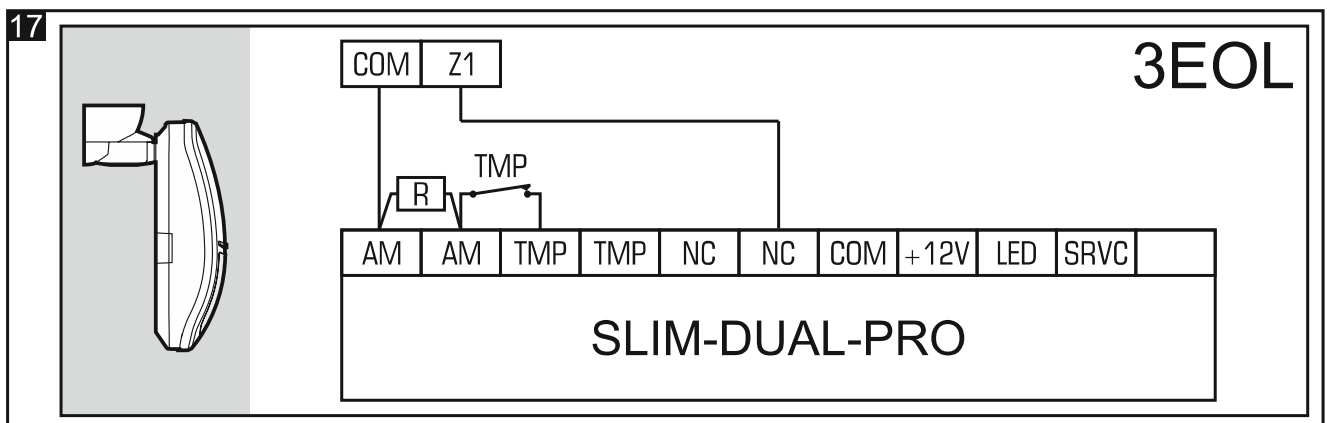 17
3EOL
COM Z1
TMP
R
AM AM TMP TMP NC NC COM +12V LED SRVC
SLIM-DUAL-PRO